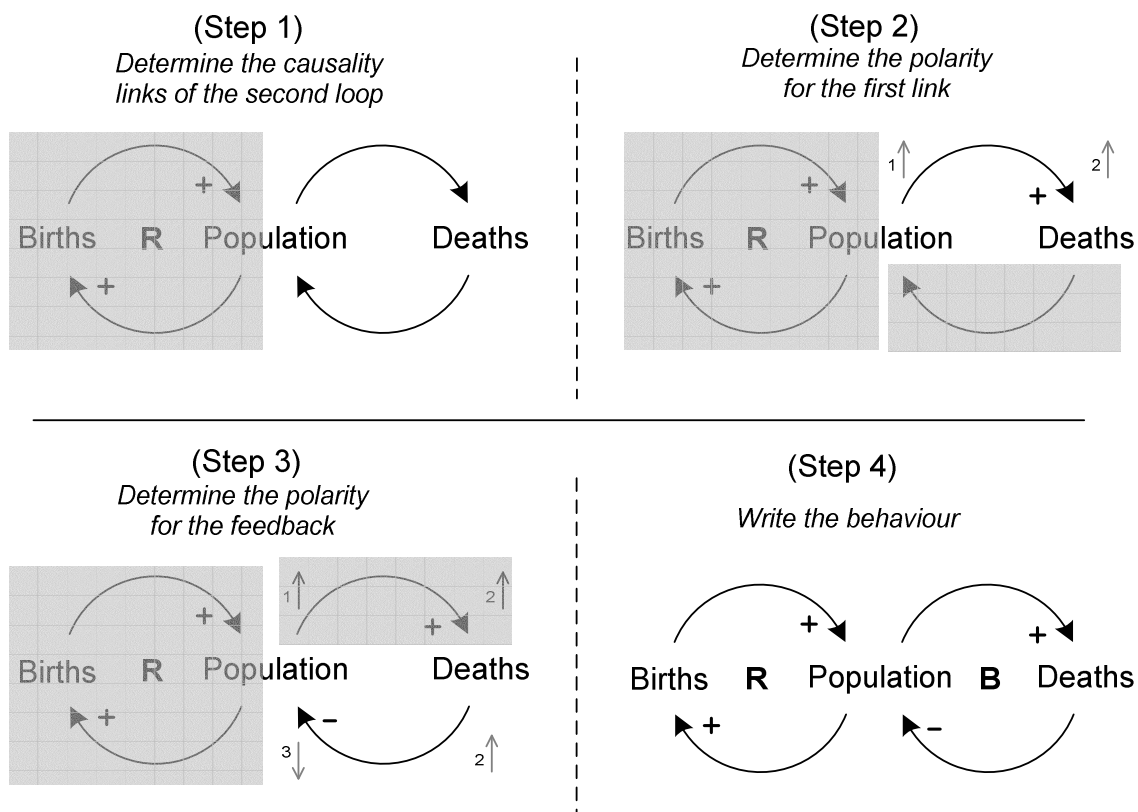 (Step 1)
Determine the causality
links of the second loop
+
Births R Population Deaths
+
(Step 2)
Determine the polarity
for the first link
1 2
+ +
Births R Population Deaths
+
(Step 3)
Determine the polarity
for the feedback
1 2
+ +
Births R Population Deaths
+ –
3 2
(Step 4)
Write the behaviour
+ +
Births R Population B Deaths
+ –